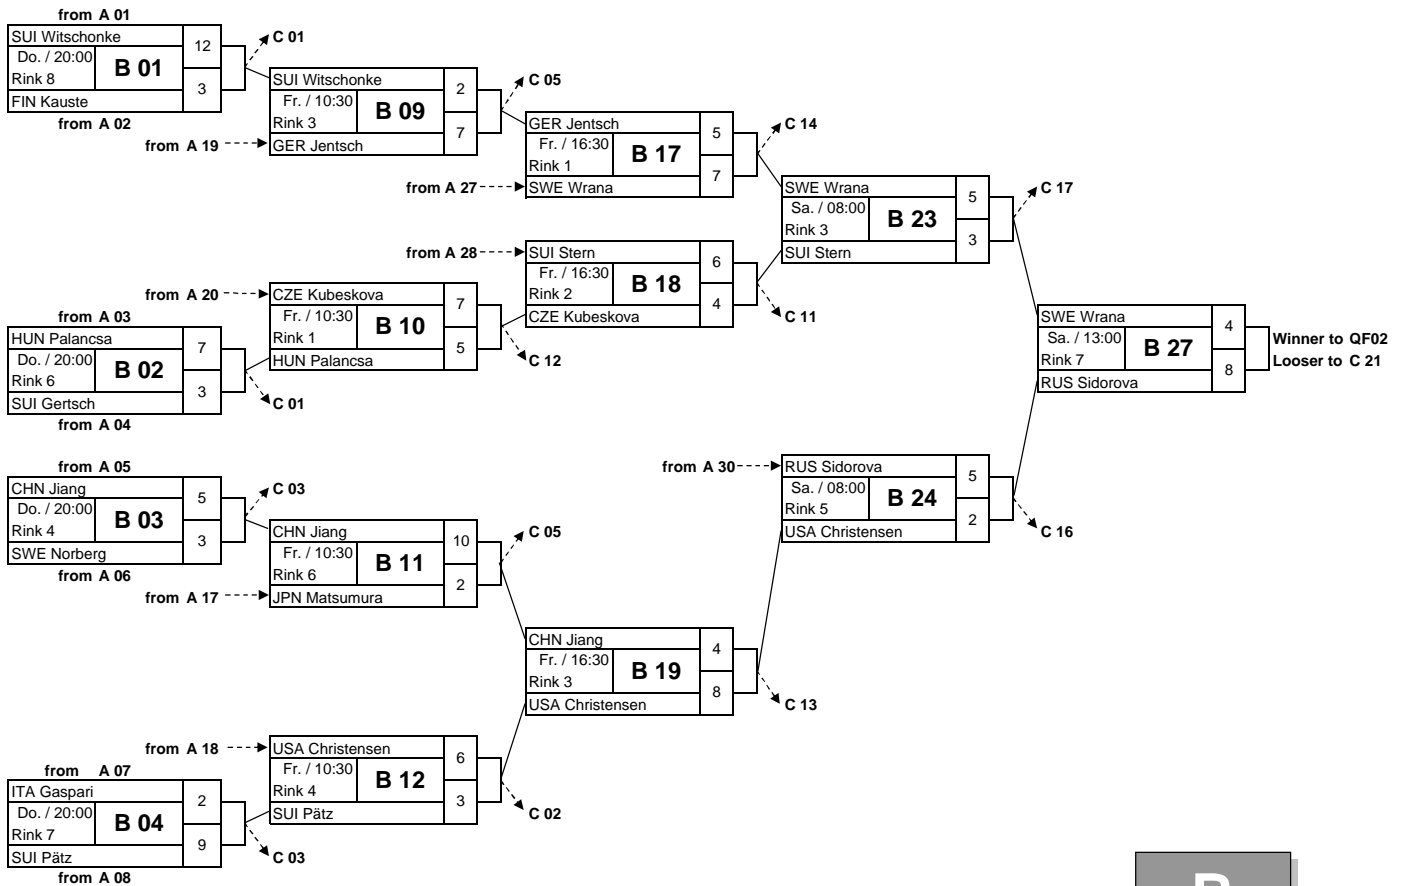 from A 01
SUI Witschonke
12
Do. / 20:00
B 01
Rink 8
3
FIN Kauste
from A 02
C 01
SUI Witschonke
2
Fr. / 10:30
B 09
Rink 3
7
GER Jentsch
from A 19
C 05
GER Jentsch
5
Fr. / 16:30
B 17
Rink 1
7
SWE Wrana
from A 27
C 14
SWE Wrana
5
Sa. / 08:00
B 23
Rink 3
3
SUI Stern
C 17
from A 28
SUI Stern
6
Fr. / 16:30
B 18
Rink 2
4
CZE Kubeskova
C 11
from A 20
CZE Kubeskova
7
Fr. / 10:30
B 10
Rink 1
5
HUN Palancsa
C 12
from A 03
HUN Palancsa
7
Do. / 20:00
B 02
Rink 6
3
SUI Gertsch
from A 04
C 01
SWE Wrana
4
Sa. / 13:00
B 27
Rink 7
8
RUS Sidorova
Winner to QF02
Looser to C 21
from A 05
CHN Jiang
5
Do. / 20:00
B 03
Rink 4
3
SWE Norberg
from A 06
C 03
CHN Jiang
10
Fr. / 10:30
B 11
Rink 6
2
JPN Matsumura
from A 17
C 05
from A 30
RUS Sidorova
5
Sa. / 08:00
B 24
Rink 5
2
USA Christensen
C 16
CHN Jiang
4
Fr. / 16:30
B 19
Rink 3
8
USA Christensen
C 13
from A 18
USA Christensen
6
Fr. / 10:30
B 12
Rink 4
3
SUI Pätz
C 02
from A 07
ITA Gaspari
2
Do. / 20:00
B 04
Rink 7
9
SUI Pätz
from A 08
C 03